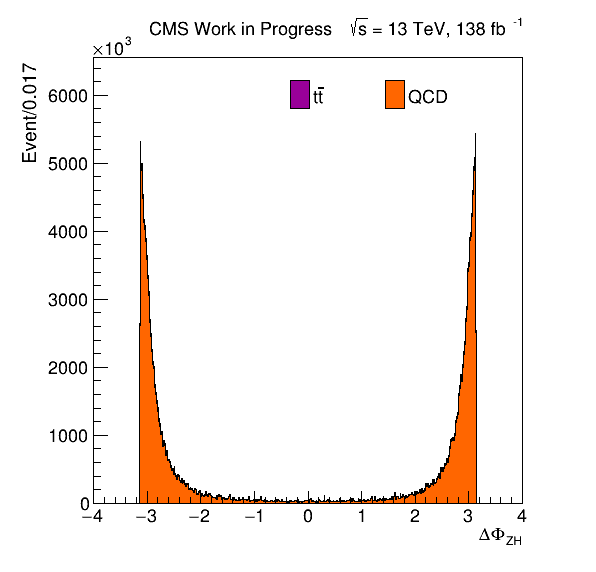 CMS Work in Progress √s = 13 TeV, 138 fb⁻¹
×10³
Event/0.017
tt̅ QCD
6000
5000
4000
3000
2000
1000
0
−4 −3 −2 −1 0 1 2 3 4
ΔΦ_ZH